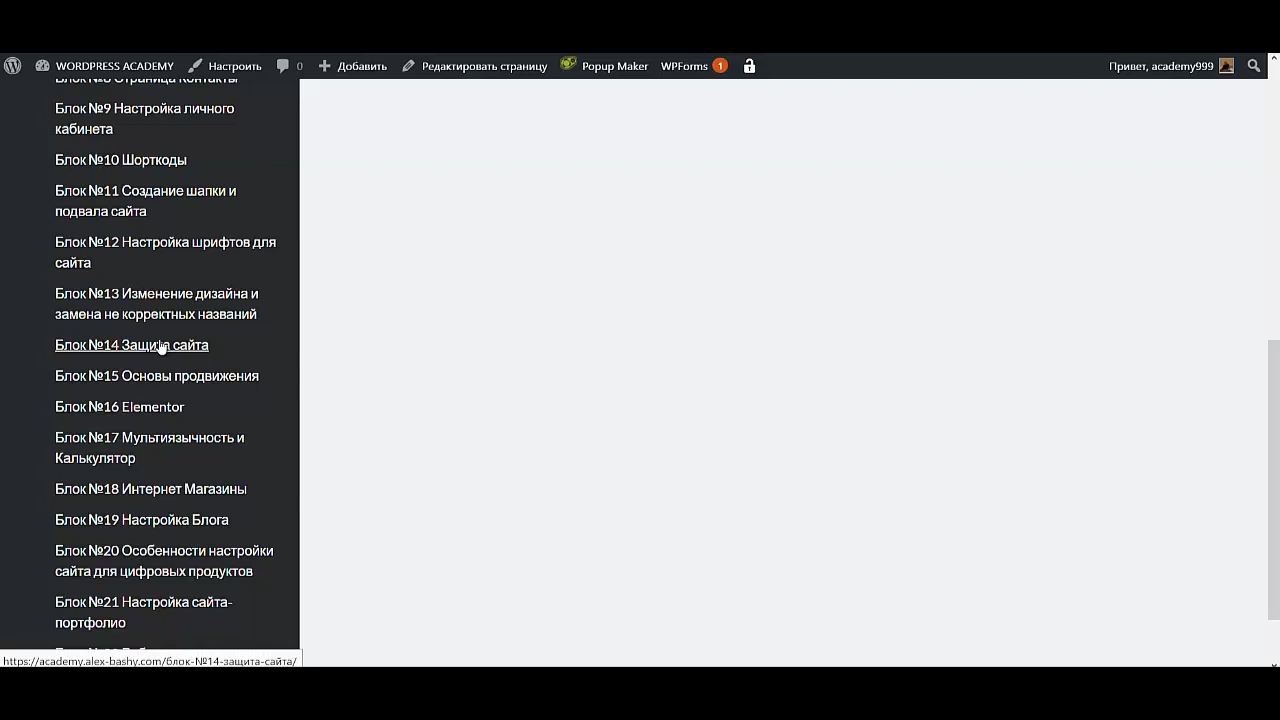 WORDPRESS ACADEMY Настроить 0 Добавить Редактировать страницу Popup Maker WPForms 1 Привет, academy999
Блок №8 Страница Контакты
Блок №9 Настройка личного
кабинета
Блок №10 Шорткоды
Блок №11 Создание шапки и
подвала сайта
Блок №12 Настройка шрифтов для
сайта
Блок №13 Изменение дизайна и
замена не корректных названий
Блок №14 Защита сайта
Блок №15 Основы продвижения
Блок №16 Elementor
Блок №17 Мультиязычность и
Калькулятор
Блок №18 Интернет Магазины
Блок №19 Настройка Блога
Блок №20 Особенности настройки
сайта для цифровых продуктов
Блок №21 Настройка сайта-
портфолио
https://academy.alex-bashy.com/блок-№14-защита-сайта/